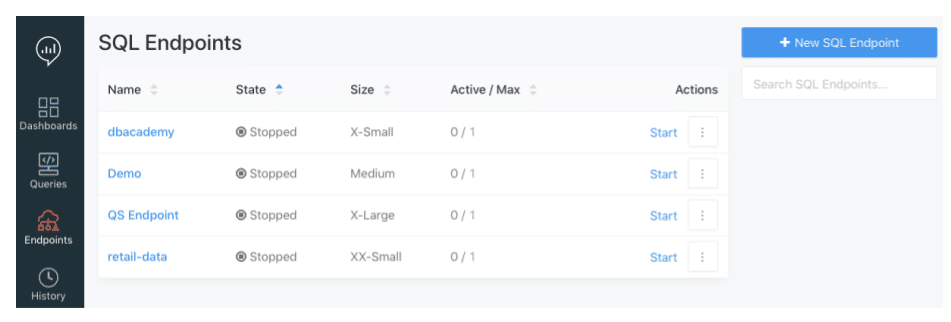 SQL Endpoints
+ New SQL Endpoint
Search SQL Endpoints...
Dashboards
Queries
Endpoints
History
Name State Size Active / Max Actions
dbacademy Stopped X-Small 0 / 1 Start
Demo Stopped Medium 0 / 1 Start
QS Endpoint Stopped X-Large 0 / 1 Start
retail-data Stopped XX-Small 0 / 1 Start